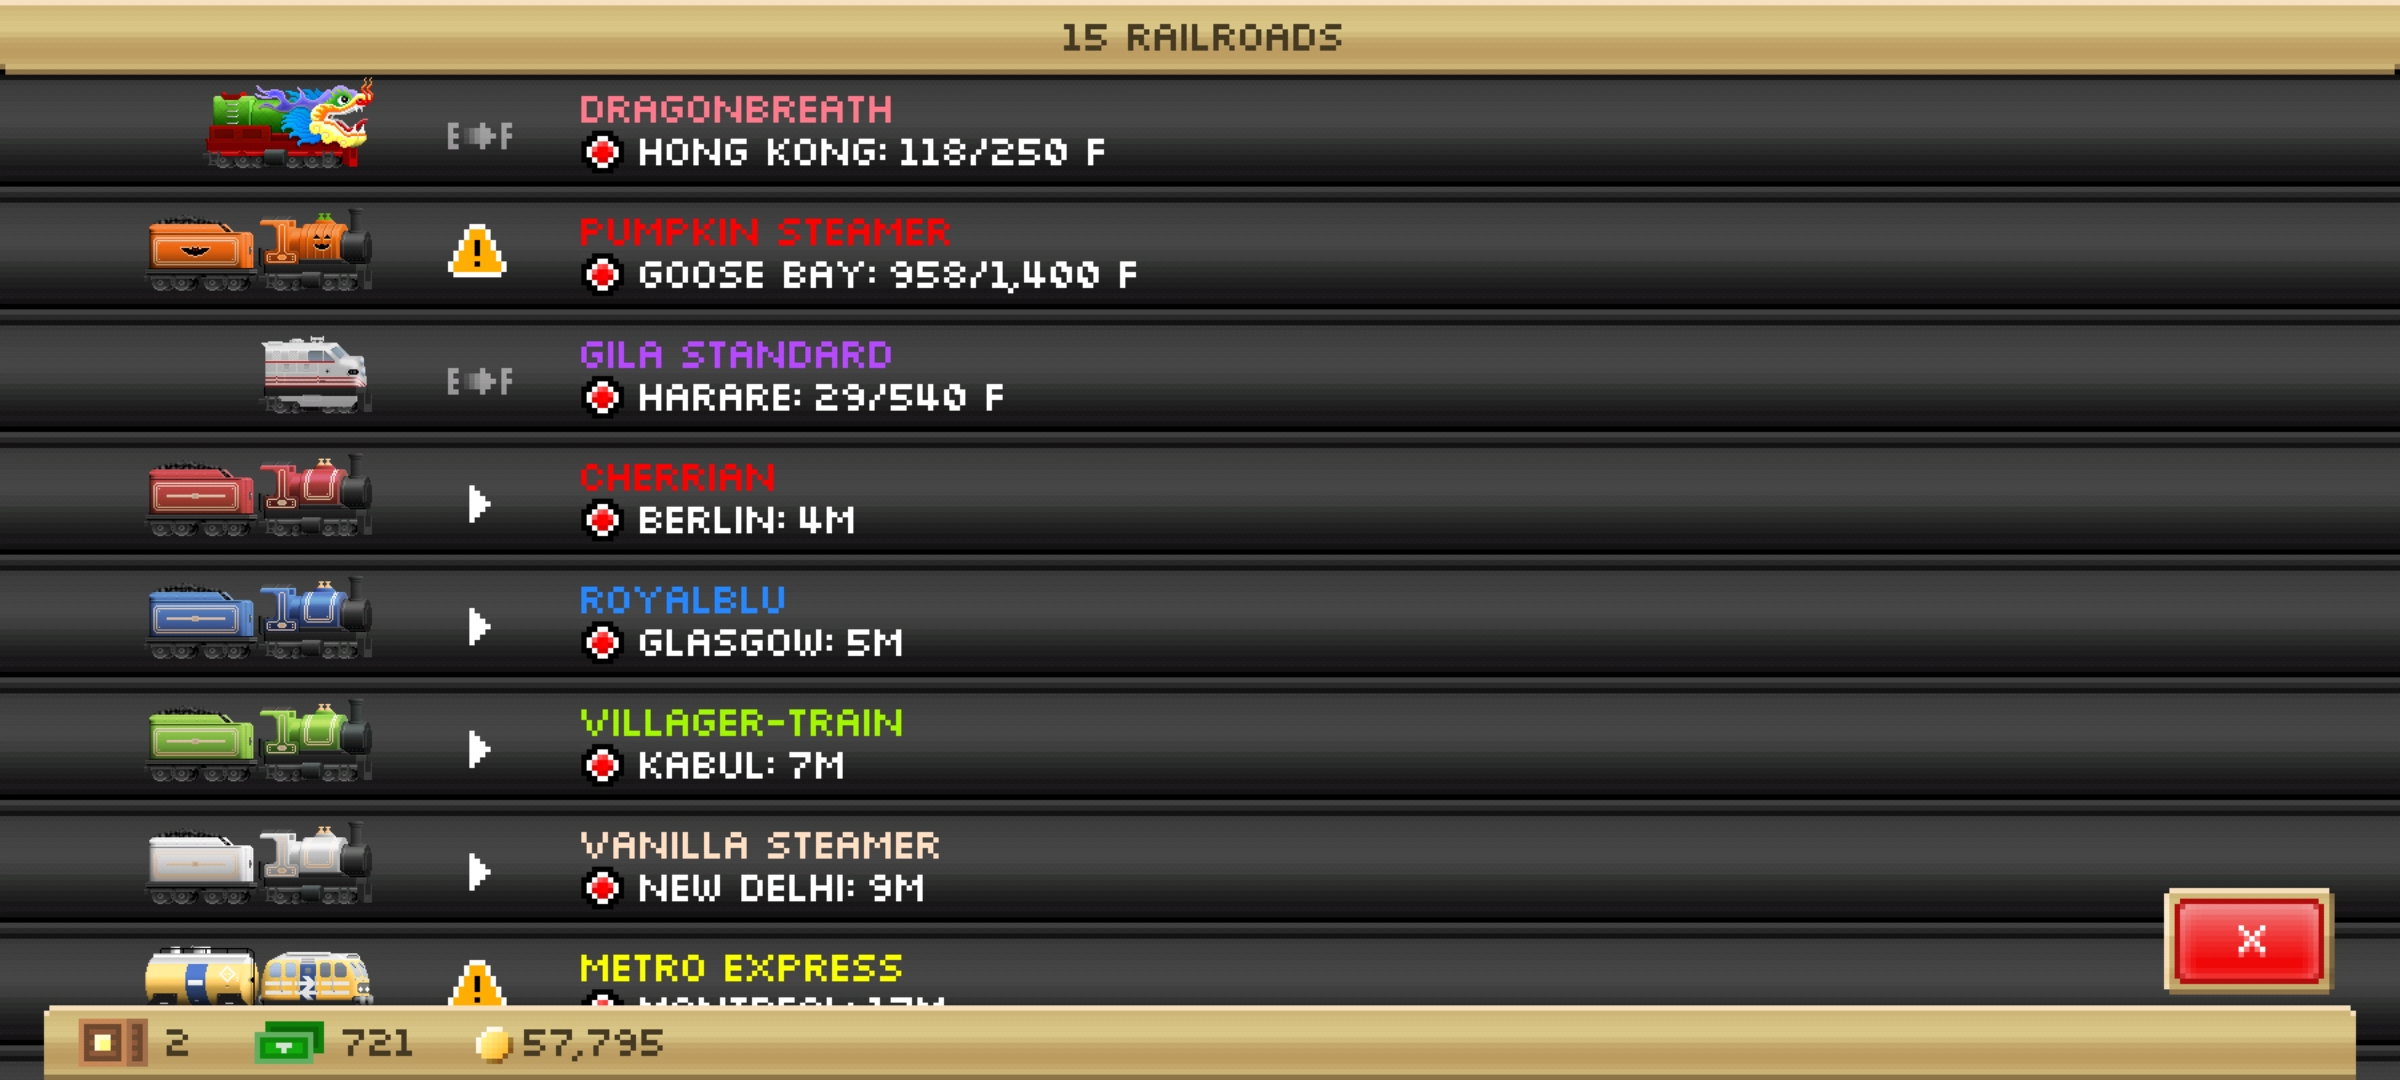 15 RAILROADS
E F
DRAGONBREATH
HONG KONG: 118/250 F
PUMPKIN STEAMER
GOOSE BAY: 958/1,400 F
E F
GILA STANDARD
HARARE: 29/540 F
CHERRIAN
BERLIN: 4M
ROYALBLU
GLASGOW: 5M
VILLAGER-TRAIN
KABUL: 7M
VANILLA STEAMER
NEW DELHI: 9M
METRO EXPRESS
X
2 721 57,795